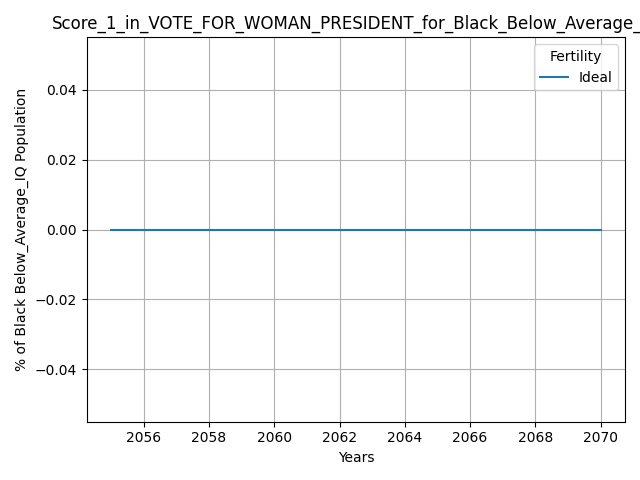 Score_1_in_VOTE_FOR_WOMAN_PRESIDENT_for_Black_Below_Average_
Fertility
Ideal
0.04
0.02
0.00
−0.02
−0.04
% of Black Below_Average_IQ Population
2056 2058 2060 2062 2064 2066 2068 2070
Years